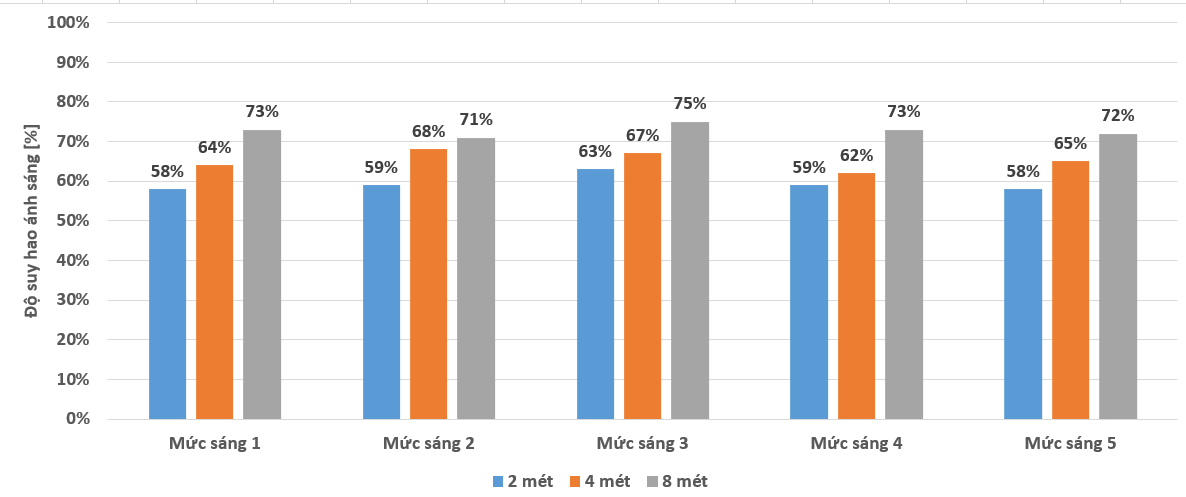 Độ suy hao ánh sáng [%]
100%
90%
80%
70%
60%
50%
40%
30%
20%
10%
0%
58% 64% 73%
59% 68% 71%
63% 67% 75%
59% 62% 73%
58% 65% 72%
Mức sáng 1 Mức sáng 2 Mức sáng 3 Mức sáng 4 Mức sáng 5
2 mét 4 mét 8 mét